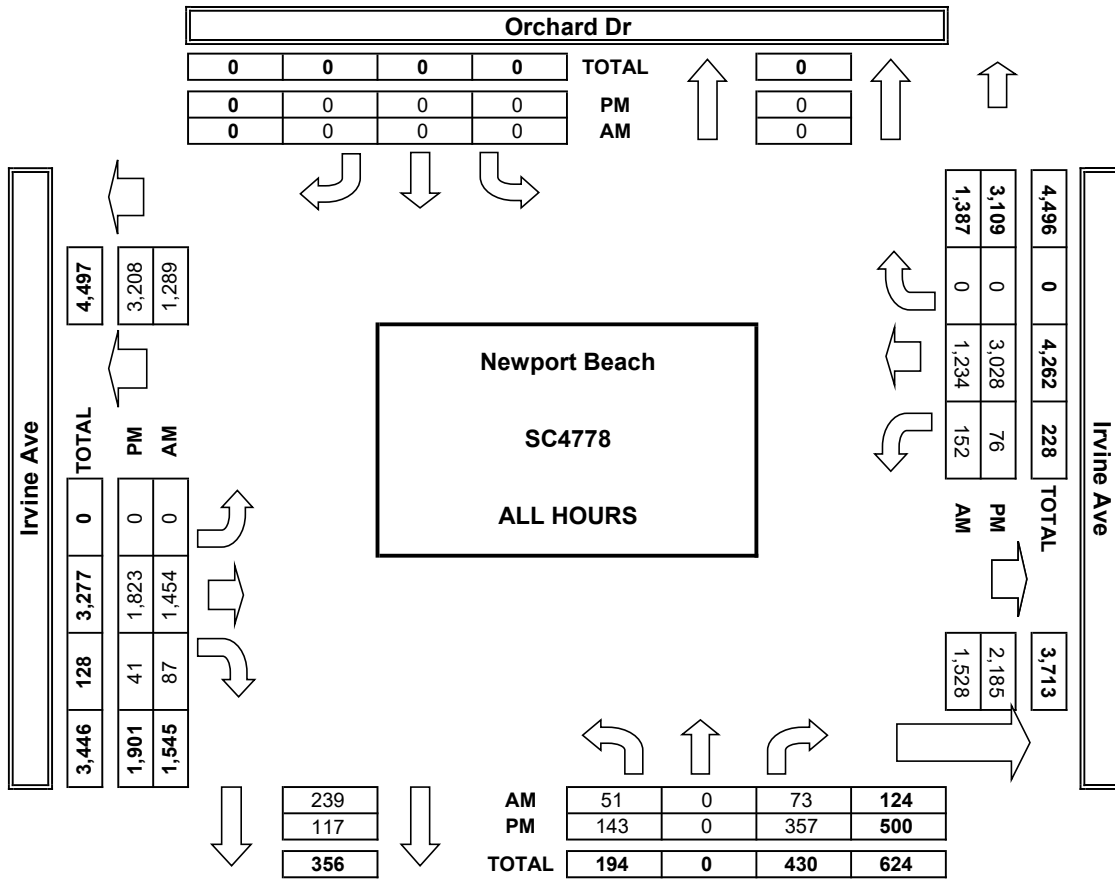 Orchard Dr
0 0 0 0 TOTAL 0
0 0 0 0 PM 0
0 0 0 0 AM 0
Irvine Ave
4,497
3,208
1,289
TOTAL
PM
AM
0 3,277 128 3,446
0 1,823 41 1,901
0 1,454 87 1,545
Newport Beach
SC4778
ALL HOURS
4,496 0 4,262 228 TOTAL 3,713
3,109 0 3,028 76 PM 2,185
1,387 0 1,234 152 AM 1,528
Irvine Ave
239 AM 51 0 73 124
117 PM 143 0 357 500
356 TOTAL 194 0 430 624